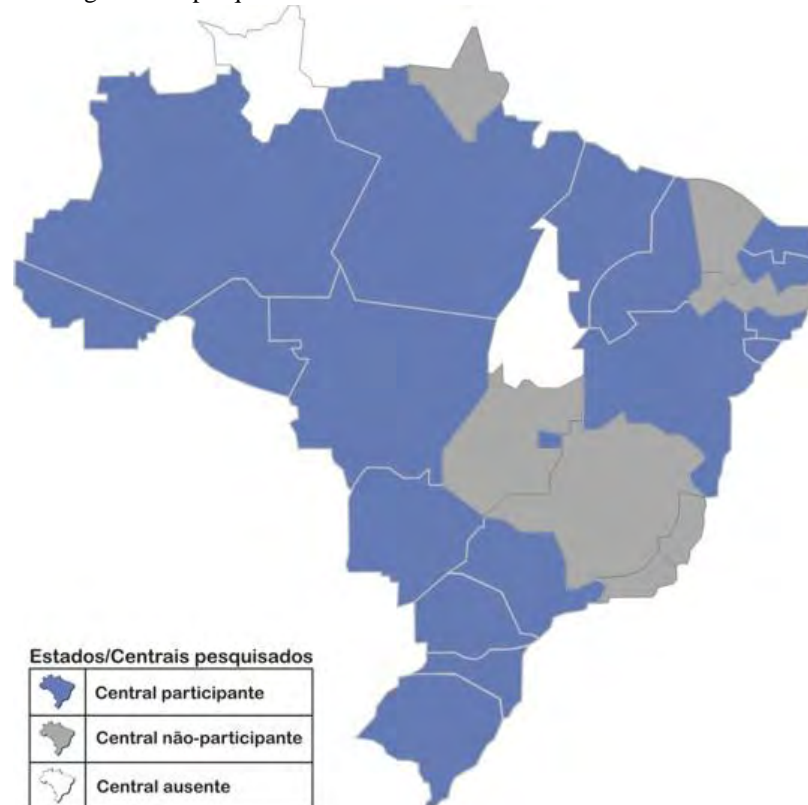 Estados/Centrais pesquisados
Central participante
Central não-participante
Central ausente